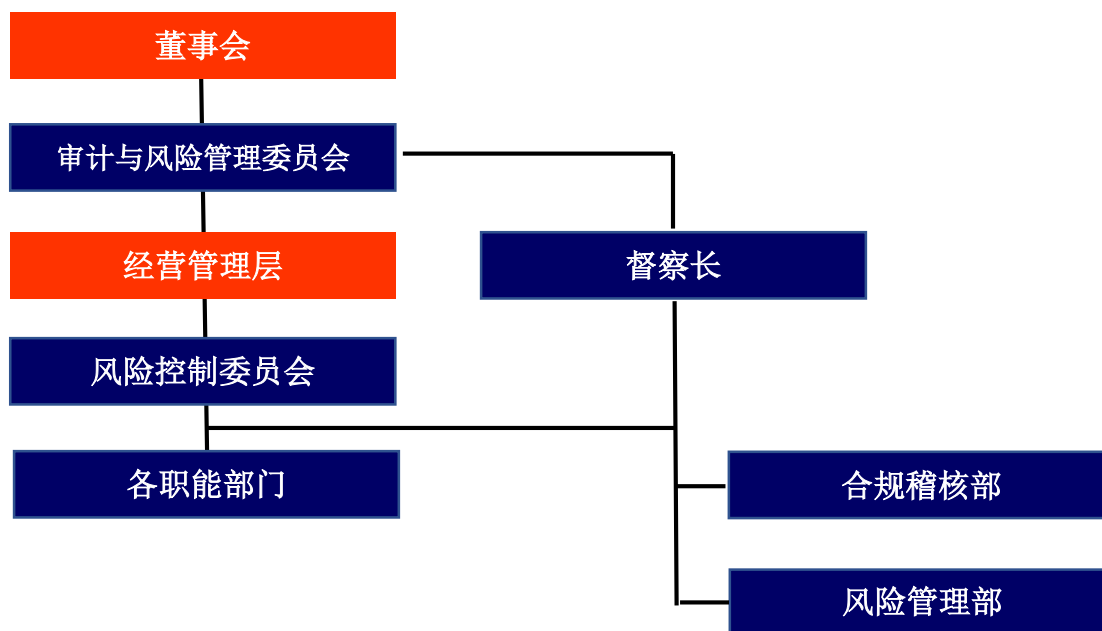 董事会
审计与风险管理委员会
经营管理层
督察长
风险控制委员会
各职能部门
合规稽核部
风险管理部